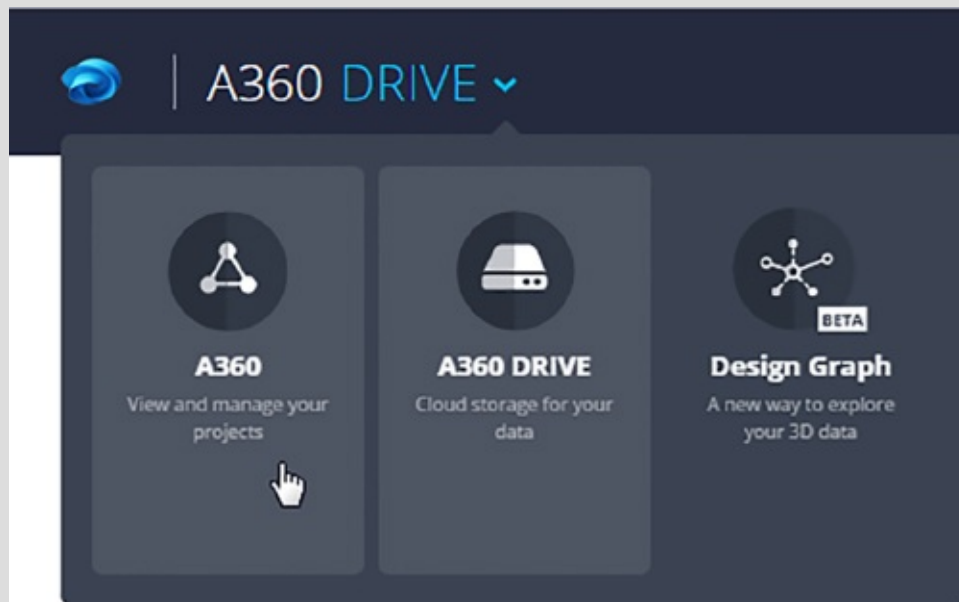 A360 DRIVE
A360
View and manage your
projects
A360 DRIVE
Cloud storage for your
data
BETA
Design Graph
A new way to explore
your 3D data